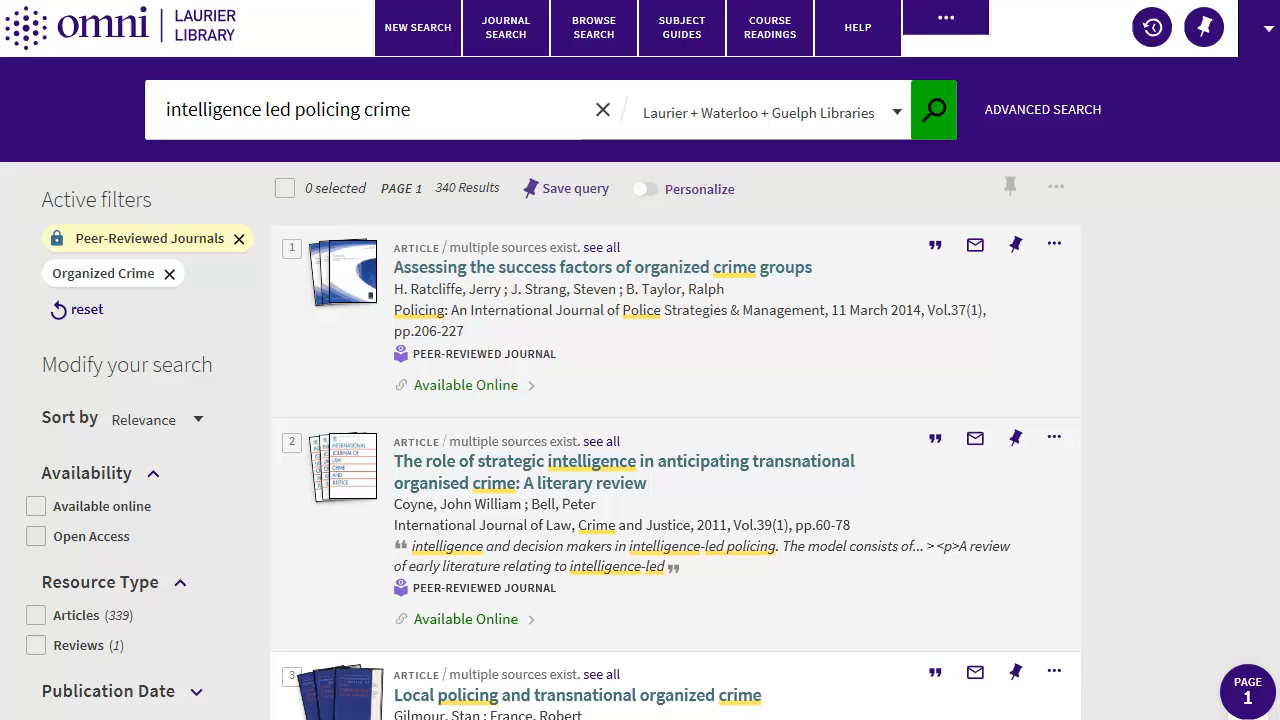 omni LAURIER LIBRARY
NEW SEARCH
JOURNAL SEARCH
BROWSE SEARCH
SUBJECT GUIDES
COURSE READINGS
HELP
intelligence led policing crime
Laurier + Waterloo + Guelph Libraries
ADVANCED SEARCH
Active filters
Peer-Reviewed Journals
Organized Crime
reset
Modify your search
Sort by Relevance
Availability
Available online
Open Access
Resource Type
Articles (339)
Reviews (1)
Publication Date
0 selected PAGE 1 340 Results Save query Personalize
1
ARTICLE / multiple sources exist. see all
Assessing the success factors of organized crime groups
H. Ratcliffe, Jerry ; J. Strang, Steven ; B. Taylor, Ralph
Policing: An International Journal of Police Strategies & Management, 11 March 2014, Vol.37(1),
pp.206-227
PEER-REVIEWED JOURNAL
Available Online
2
INTERNATIONAL
JOURNAL OF
LAW
CRIME
AND
JUSTICE
ARTICLE / multiple sources exist. see all
The role of strategic intelligence in anticipating transnational
organised crime: A literary review
Coyne, John William ; Bell, Peter
International Journal of Law, Crime and Justice, 2011, Vol.39(1), pp.60-78
❝ intelligence and decision makers in intelligence-led policing. The model consists of... > <p>A review
of early literature relating to intelligence-led ❞
PEER-REVIEWED JOURNAL
Available Online
3
ARTICLE / multiple sources exist. see all
Local policing and transnational organized crime
Gilmour, Stan ; France, Robert
PAGE
1